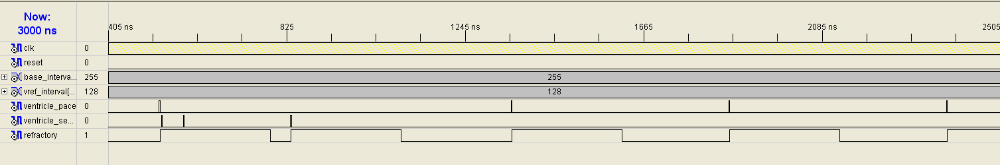 Now:
3000 ns
405 ns 825 1245 ns 1665 2085 ns 2505
clk 0
reset 0
base_interva... 255 255
vref_interval[... 128 128
ventricle_pace 0
ventricle_se... 0
refractory 1